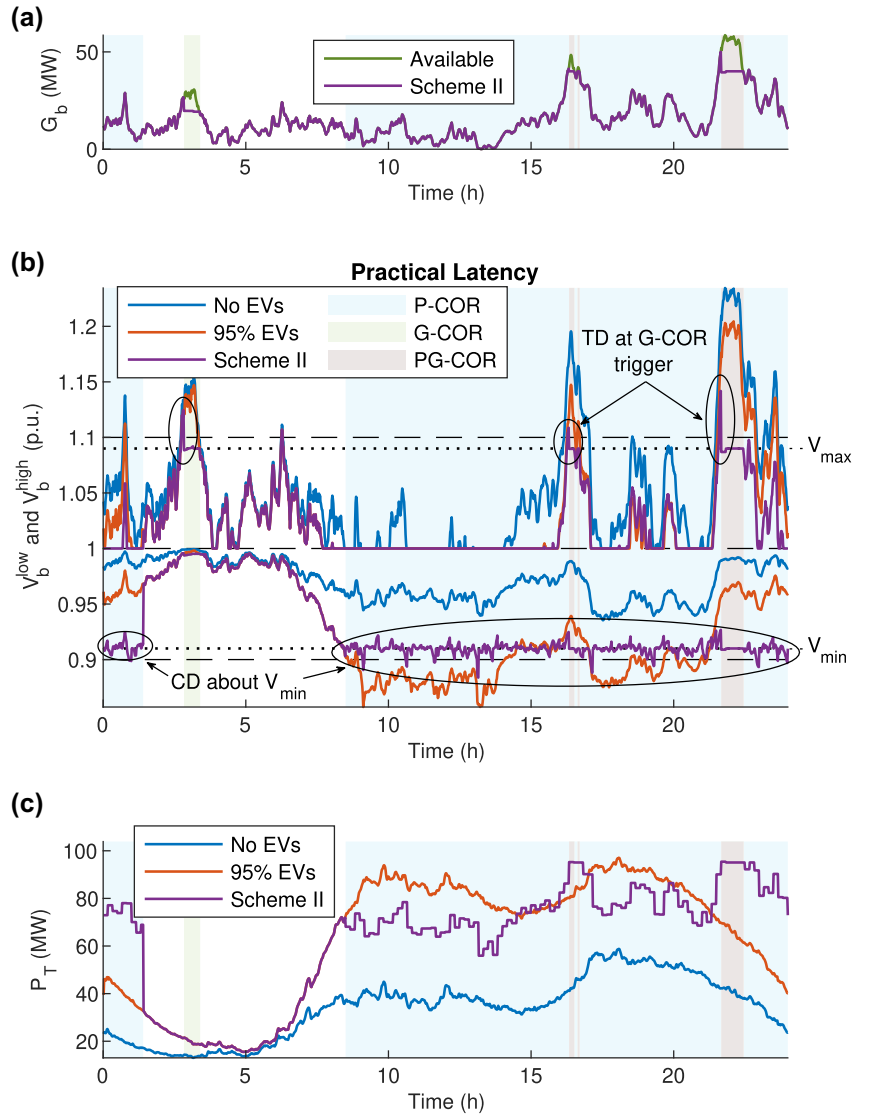 (a)
G_b (MW)
50
0
Available
Scheme II
0 5 10 15 20
Time (h)
(b)
Practical Latency
V_b^low and V_b^high (p.u.)
1.2
1.15
1.10
1.05
1
0.95
0.9
No EVs P-COR
95% EVs G-COR
Scheme II PG-COR
TD at G-COR
trigger
V_max
V_min
CD about V_min
0 5 10 15 20
Time (h)
(c)
P_T (MW)
100
80
60
40
20
No EVs
95% EVs
Scheme II
0 5 10 15 20
Time (h)